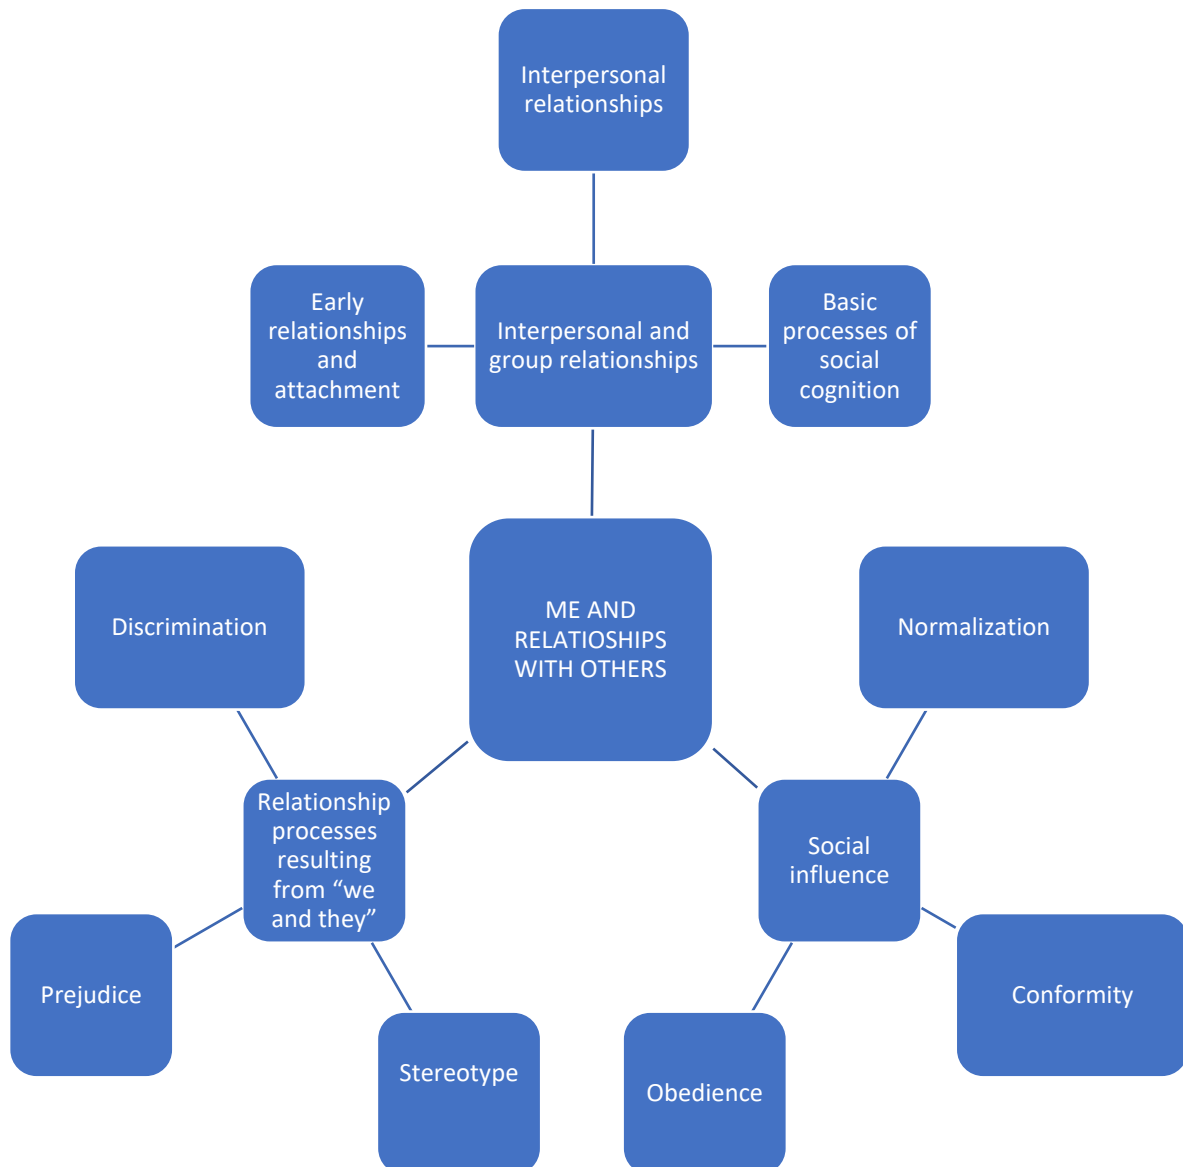 Interpersonal
relationships
Early
relationships
and
attachment
Interpersonal and
group relationships
Basic
processes of
social
cognition
ME AND
RELATIOSHIPS
WITH OTHERS
Discrimination
Normalization
Relationship
processes
resulting
from “we
and they”
Social
influence
Prejudice
Conformity
Stereotype
Obedience